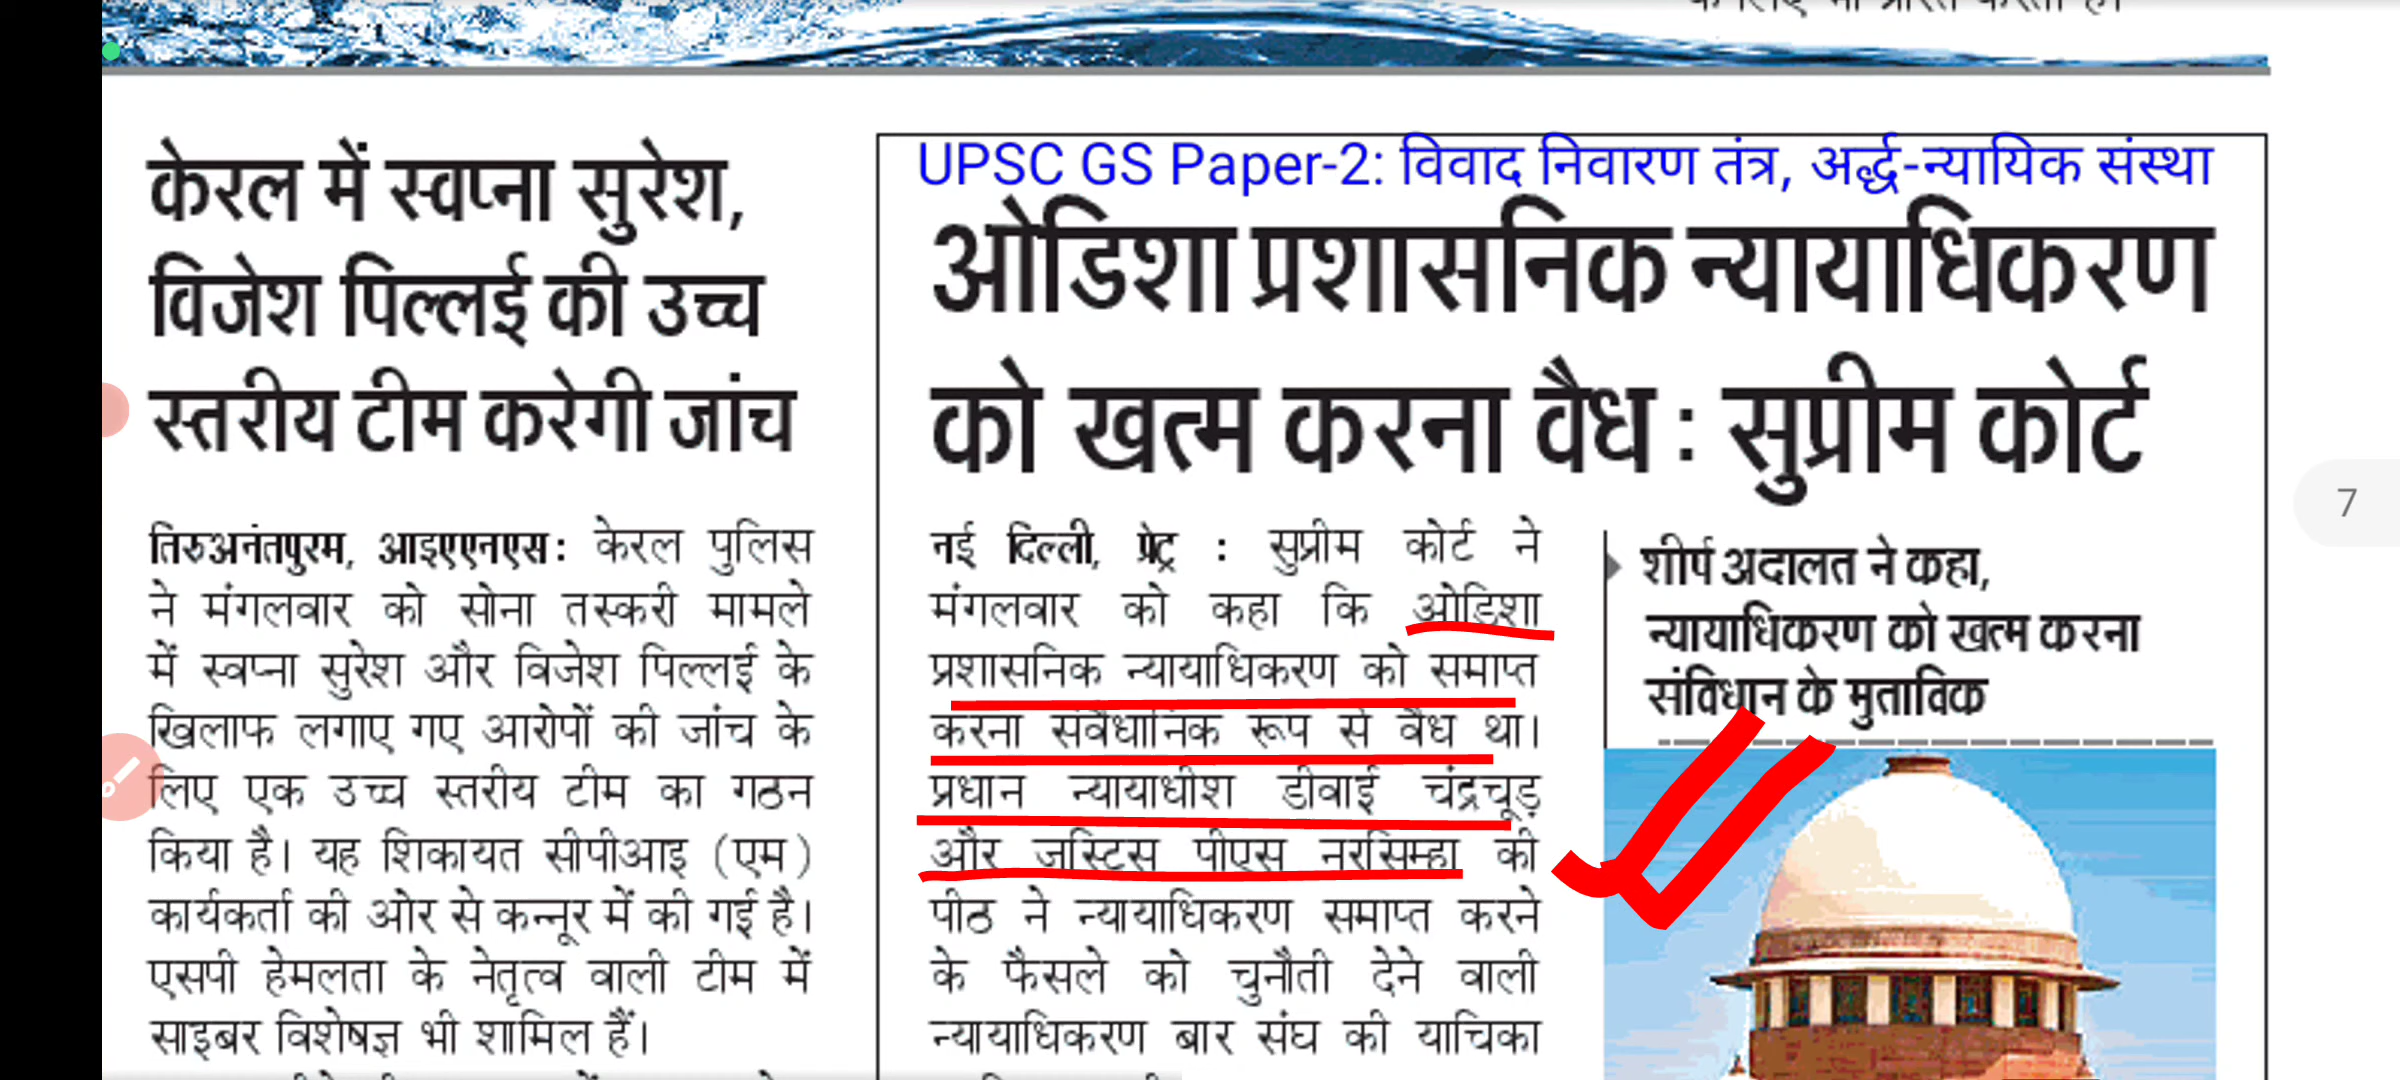 केरल में स्वप्ना सुरेश,
विजेश पिल्लई की उच्च
स्तरीय टीम करेगी जांच
तिरुअनंतपुरम, आइएएनएस: केरल पुलिस
ने मंगलवार को सोना तस्करी मामले
में स्वप्ना सुरेश और विजेश पिल्लई के
खिलाफ लगाए गए आरोपों की जांच के
लिए एक उच्च स्तरीय टीम का गठन
किया है। यह शिकायत सीपीआइ (एम)
कार्यकर्ता की ओर से कन्नूर में की गई है।
एसपी हेमलता के नेतृत्व वाली टीम में
साइबर विशेषज्ञ भी शामिल हैं।
UPSC GS Paper-2: विवाद निवारण तंत्र, अर्द्ध-न्यायिक संस्था
ओडिशा प्रशासनिक न्यायाधिकरण
को खत्म करना वैध : सुप्रीम कोर्ट
नई दिल्ली, प्रेट्र : सुप्रीम कोर्ट ने
मंगलवार को कहा कि ओडिशा
प्रशासनिक न्यायाधिकरण को समाप्त
करना संवैधानिक रूप से वैध था।
प्रधान न्यायाधीश डीवाई चंद्रचूड़
और जस्टिस पीएस नरसिम्हा की
पीठ ने न्यायाधिकरण समाप्त करने
के फैसले को चुनौती देने वाली
न्यायाधिकरण बार संघ की याचिका
शीर्ष अदालत ने कहा,
न्यायाधिकरण को खत्म करना
संविधान के मुताबिक
7